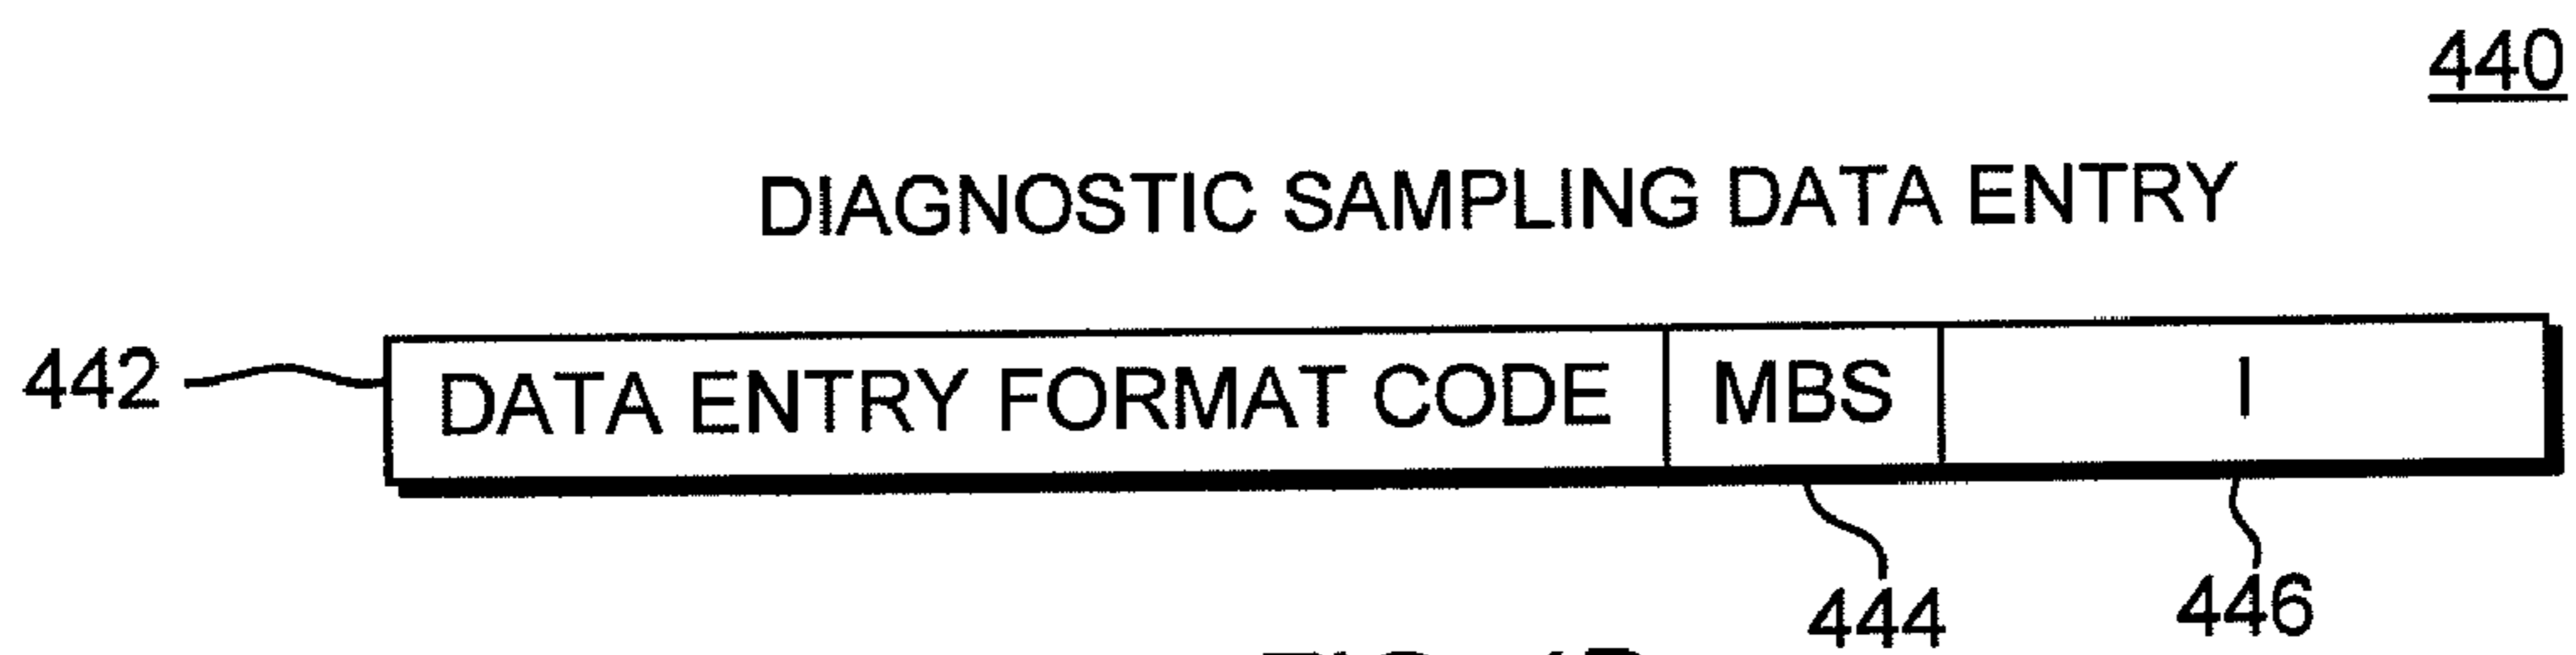 440
DIAGNOSTIC SAMPLING DATA ENTRY
442 DATA ENTRY FORMAT CODE MBS I
444 446